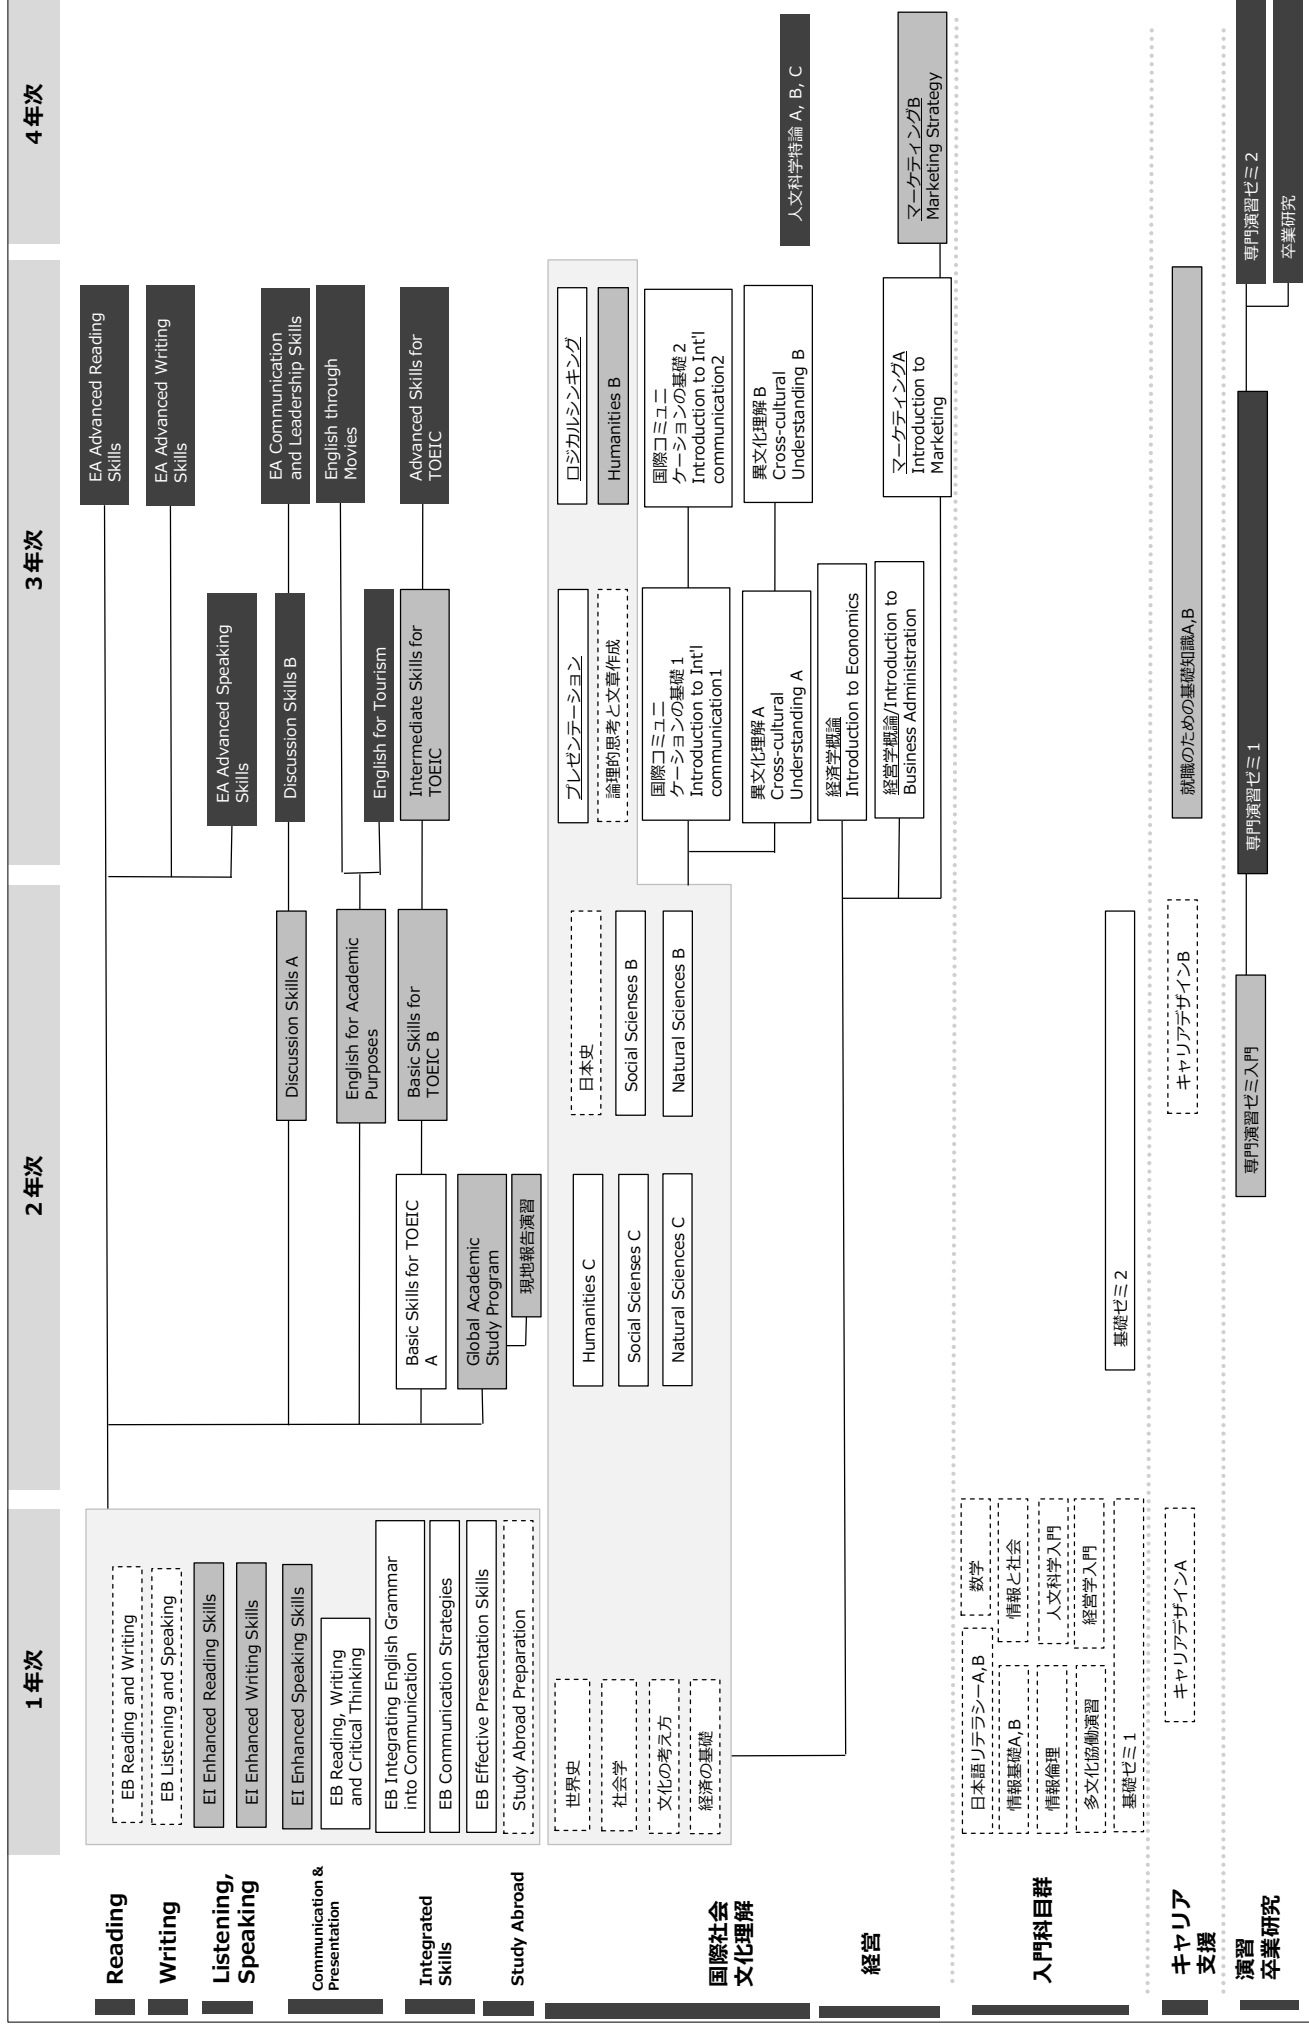 1年次
2年次
3年次
4年次
Reading
Writing
Listening,
Speaking
Communication &
Presentation
Integrated
Skills
Study Abroad
EB Reading and Writing
EB Listening and Speaking
EI Enhanced Reading Skills
EI Enhanced Writing Skills
EI Enhanced Speaking Skills
EB Reading, Writing
and Critical Thinking
EB Integrating English Grammar
into Communication
EB Communication Strategies
EB Effective Presentation Skills
Study Abroad Preparation
Basic Skills for TOEIC
A
Global Academic
Study Program
現地報告演習
Discussion Skills A
English for Academic
Purposes
Basic Skills for
TOEIC B
EA Advanced Speaking
Skills
Discussion Skills B
English for Tourism
Intermediate Skills for
TOEIC
EA Advanced Reading
Skills
EA Advanced Writing
Skills
EA Communication
and Leadership Skills
English through
Movies
Advanced Skills for
TOEIC
国際社会
文化理解
世界史
社会学
文化の考え方
経済の基礎
Humanities C
Social Scienses C
Natural Sciences C
日本史
Social Scienses B
Natural Sciences B
プレゼンテーション
論理的思考と文章作成
国際コミュニ
ケーションの基礎1
Introduction to Int'l
communication1
異文化理解A
Cross-cultural
Understanding A
ロジカルシンキング
Humanities B
国際コミュニ
ケーションの基礎2
Introduction to Int'l
communication2
異文化理解B
Cross-cultural
Understanding B
人文科学特論 A, B, C
経営
経済学概論
Introduction to Economics
経営学概論/Introduction to
Business Administration
マーケティングA
Introduction to
Marketing
マーケティングB
Marketing Strategy
入門科目群
日本語リテラシーA,B
数学
情報基礎A,B
情報と社会
情報倫理
人文科学入門
多文化協働演習
経営学入門
基礎ゼミ1
基礎ゼミ2
キャリア
支援
キャリアデザインA
キャリアデザインB
就職のための基礎知識A,B
演習
卒業研究
専門演習ゼミ入門
専門演習ゼミ1
専門演習ゼミ2
卒業研究